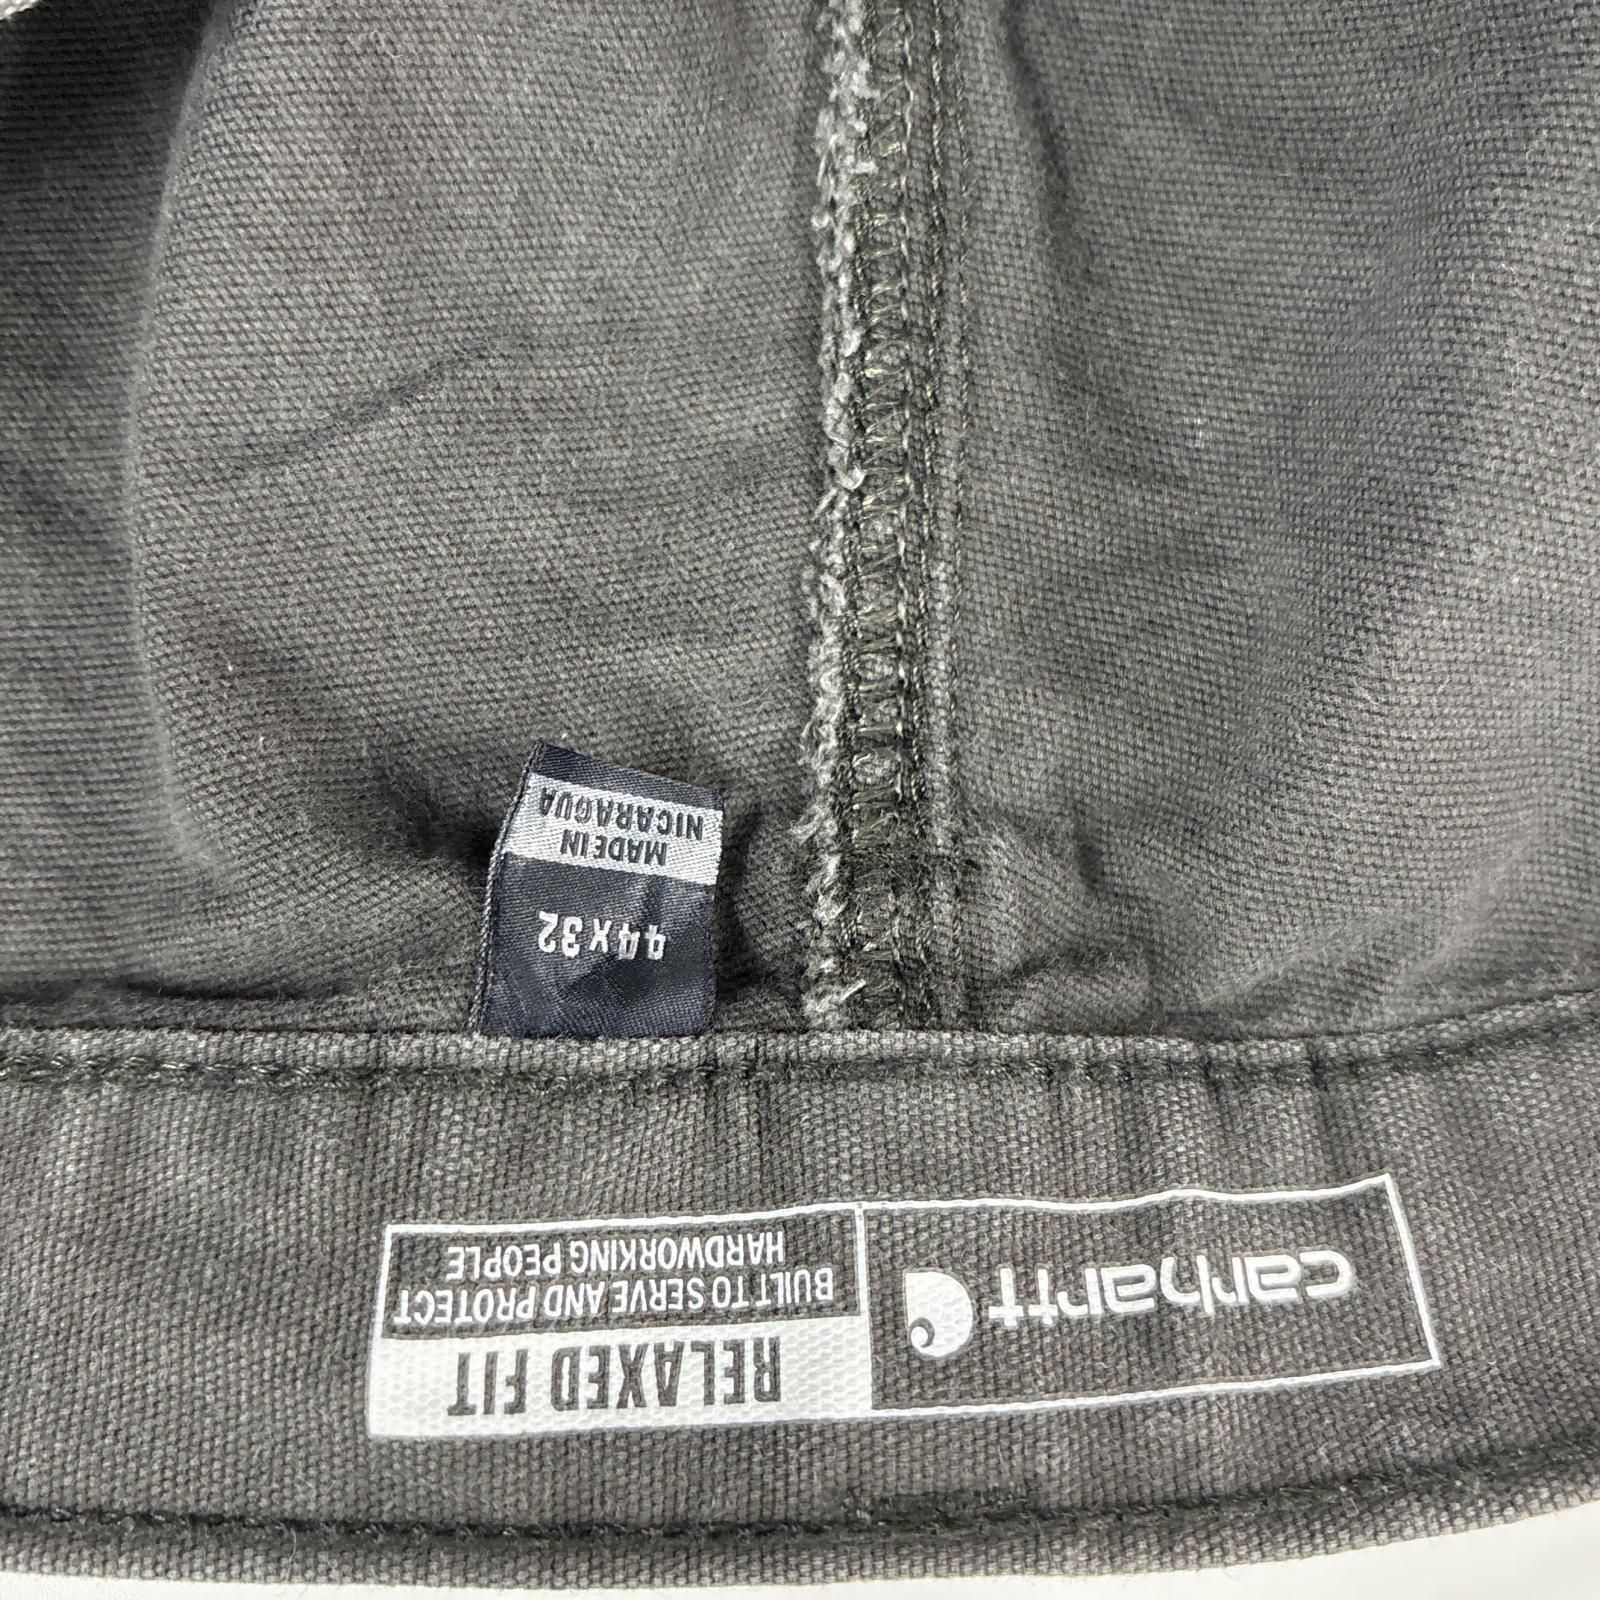 carhartt
RELAXED FIT
BUILT TO SERVE AND PROTECT
HARDWORKING PEOPLE
44 X 32
MADE IN
NICARAGUA